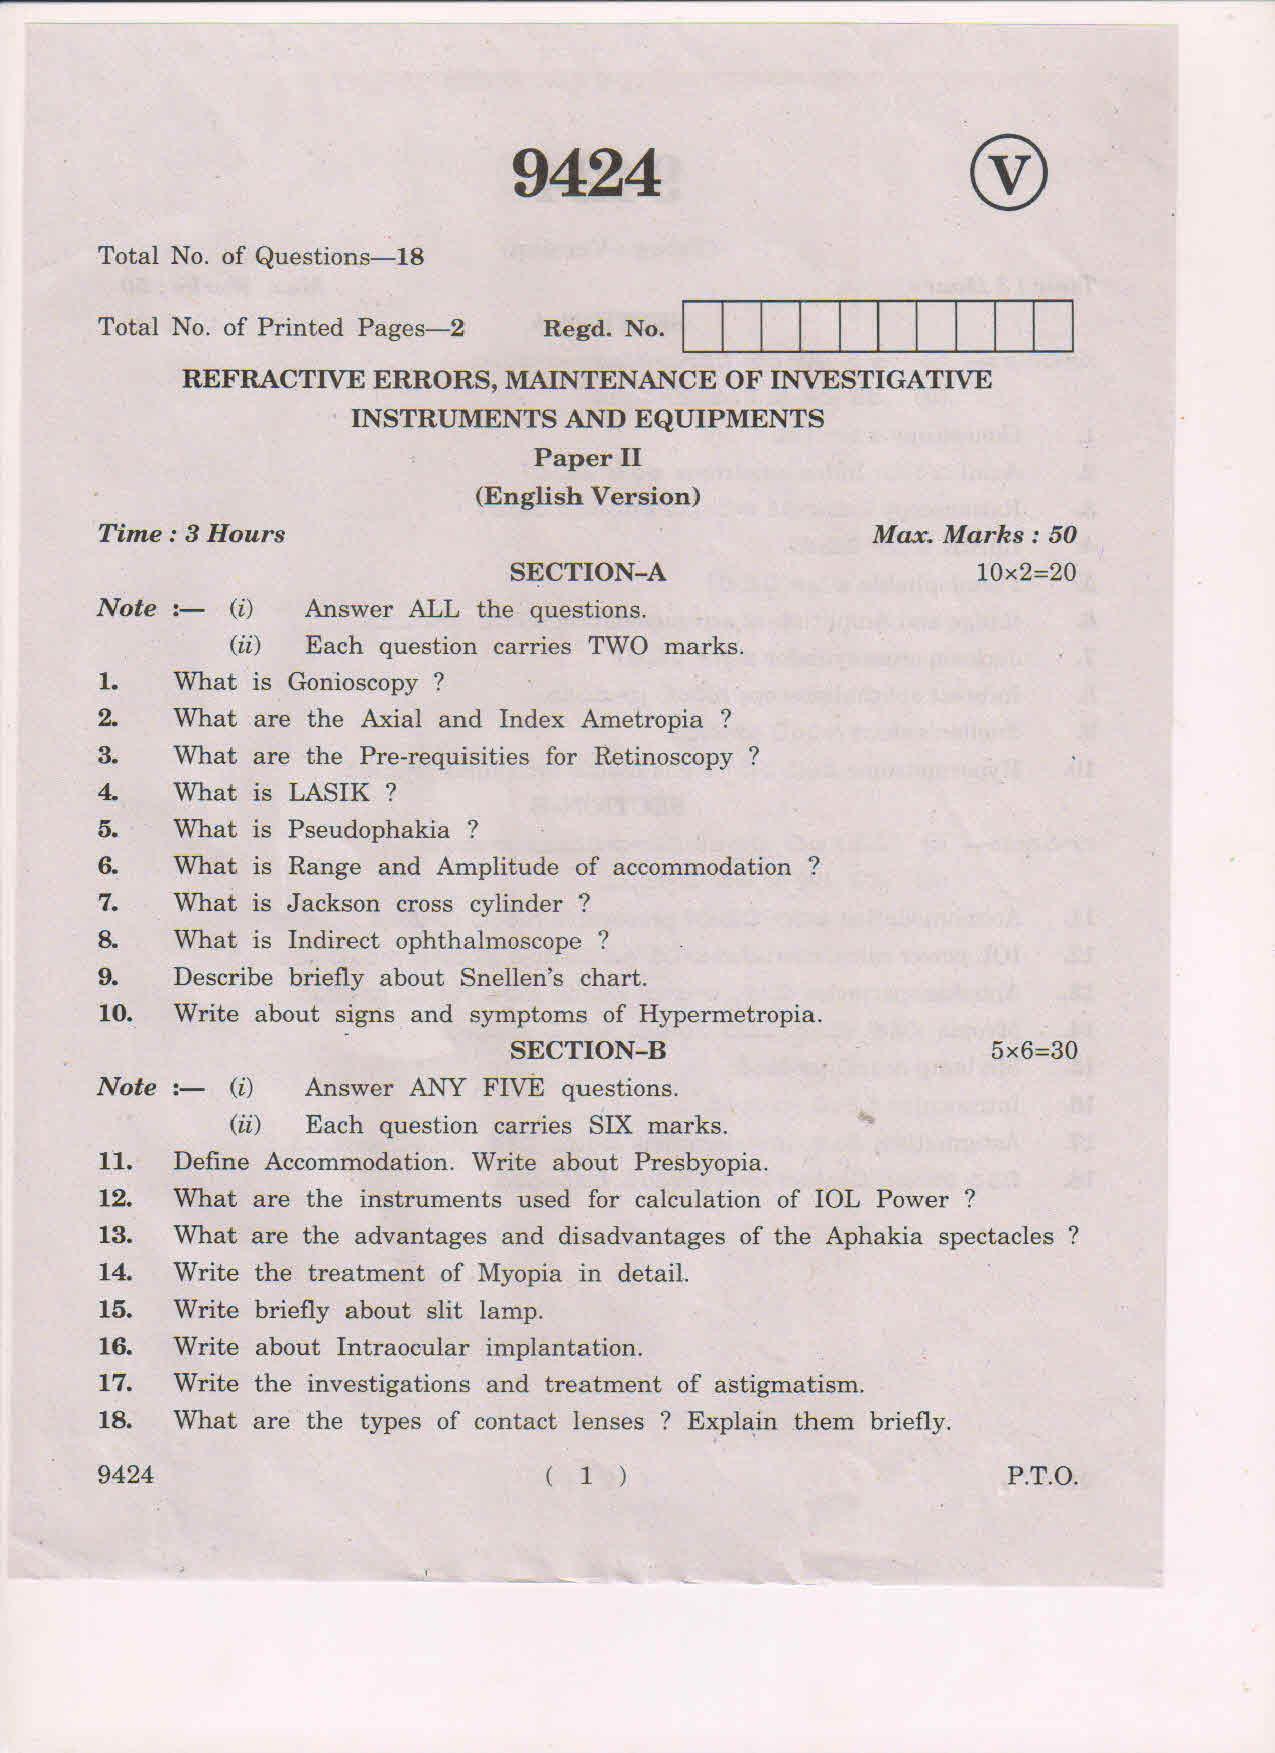 9424
V
Total No. of Questions—18
Total No. of Printed Pages—2 Regd. No.
REFRACTIVE ERRORS, MAINTENANCE OF INVESTIGATIVE
INSTRUMENTS AND EQUIPMENTS
Paper II
(English Version)
Time : 3 Hours Max. Marks : 50
SECTION–A 10×2=20
Note :— (i) Answer ALL the questions.
(ii) Each question carries TWO marks.
1. What is Gonioscopy ?
2. What are the Axial and Index Ametropia ?
3. What are the Pre-requisities for Retinoscopy ?
4. What is LASIK ?
5. What is Pseudophakia ?
6. What is Range and Amplitude of accommodation ?
7. What is Jackson cross cylinder ?
8. What is Indirect ophthalmoscope ?
9. Describe briefly about Snellen's chart.
10. Write about signs and symptoms of Hypermetropia.
SECTION–B 5×6=30
Note :— (i) Answer ANY FIVE questions.
(ii) Each question carries SIX marks.
11. Define Accommodation. Write about Presbyopia.
12. What are the instruments used for calculation of IOL Power ?
13. What are the advantages and disadvantages of the Aphakia spectacles ?
14. Write the treatment of Myopia in detail.
15. Write briefly about slit lamp.
16. Write about Intraocular implantation.
17. Write the investigations and treatment of astigmatism.
18. What are the types of contact lenses ? Explain them briefly.
9424 ( 1 ) P.T.O.